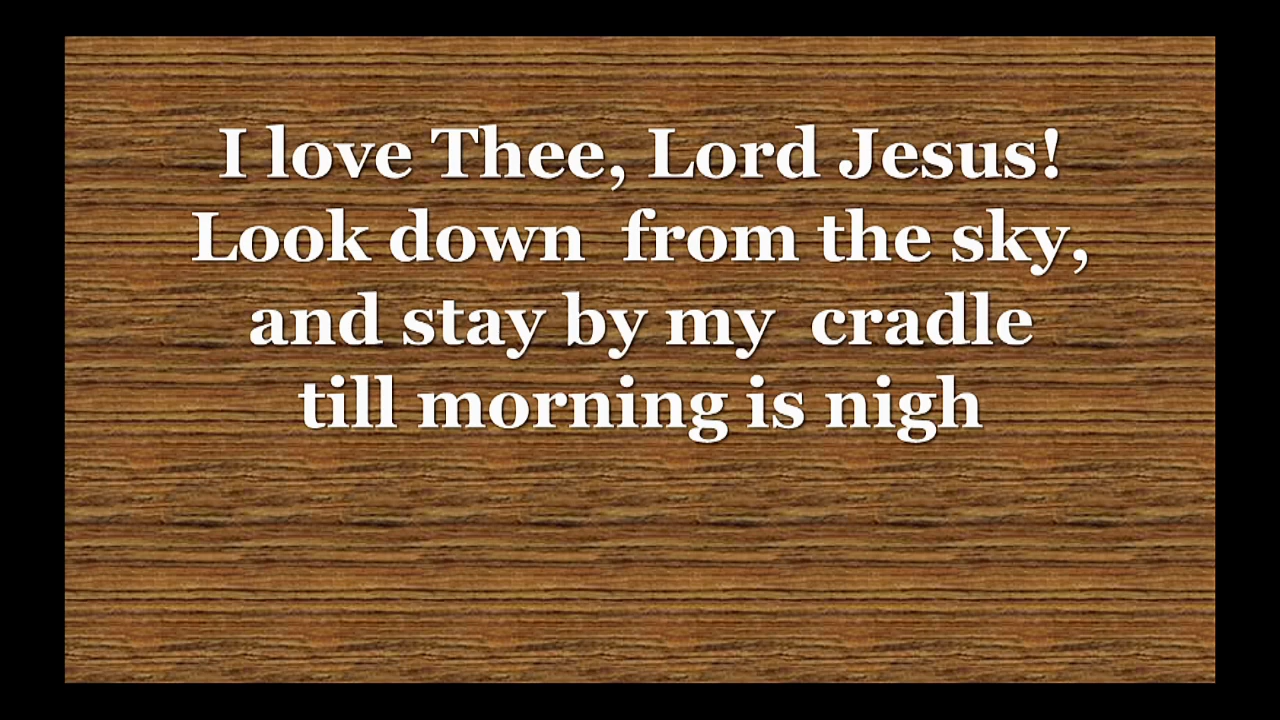 I love Thee, Lord Jesus!
Look down  from the sky,
and stay by my  cradle
till morning is nigh